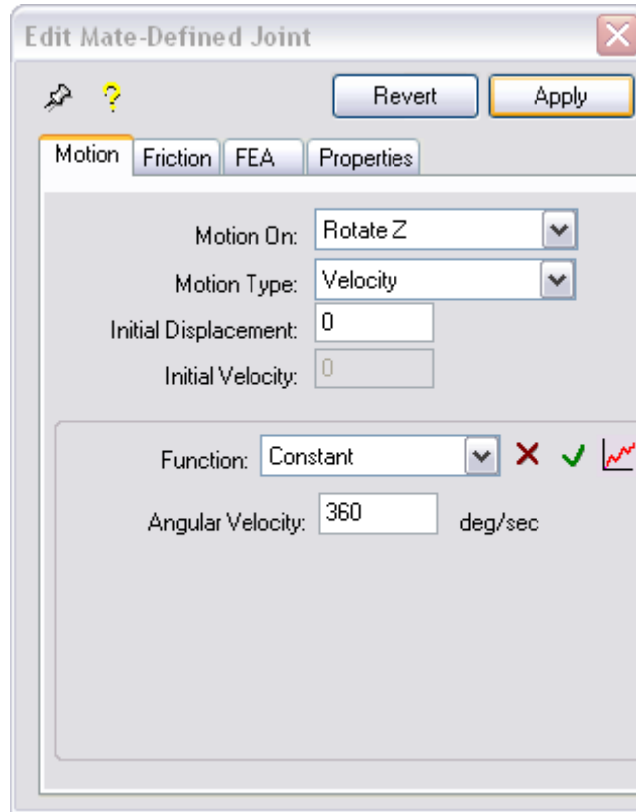 Edit Mate-Defined Joint
?
Revert Apply
Motion Friction FEA Properties
Motion On: Rotate Z
Motion Type: Velocity
Initial Displacement: 0
Initial Velocity: 0
Function: Constant
Angular Velocity: 360 deg/sec